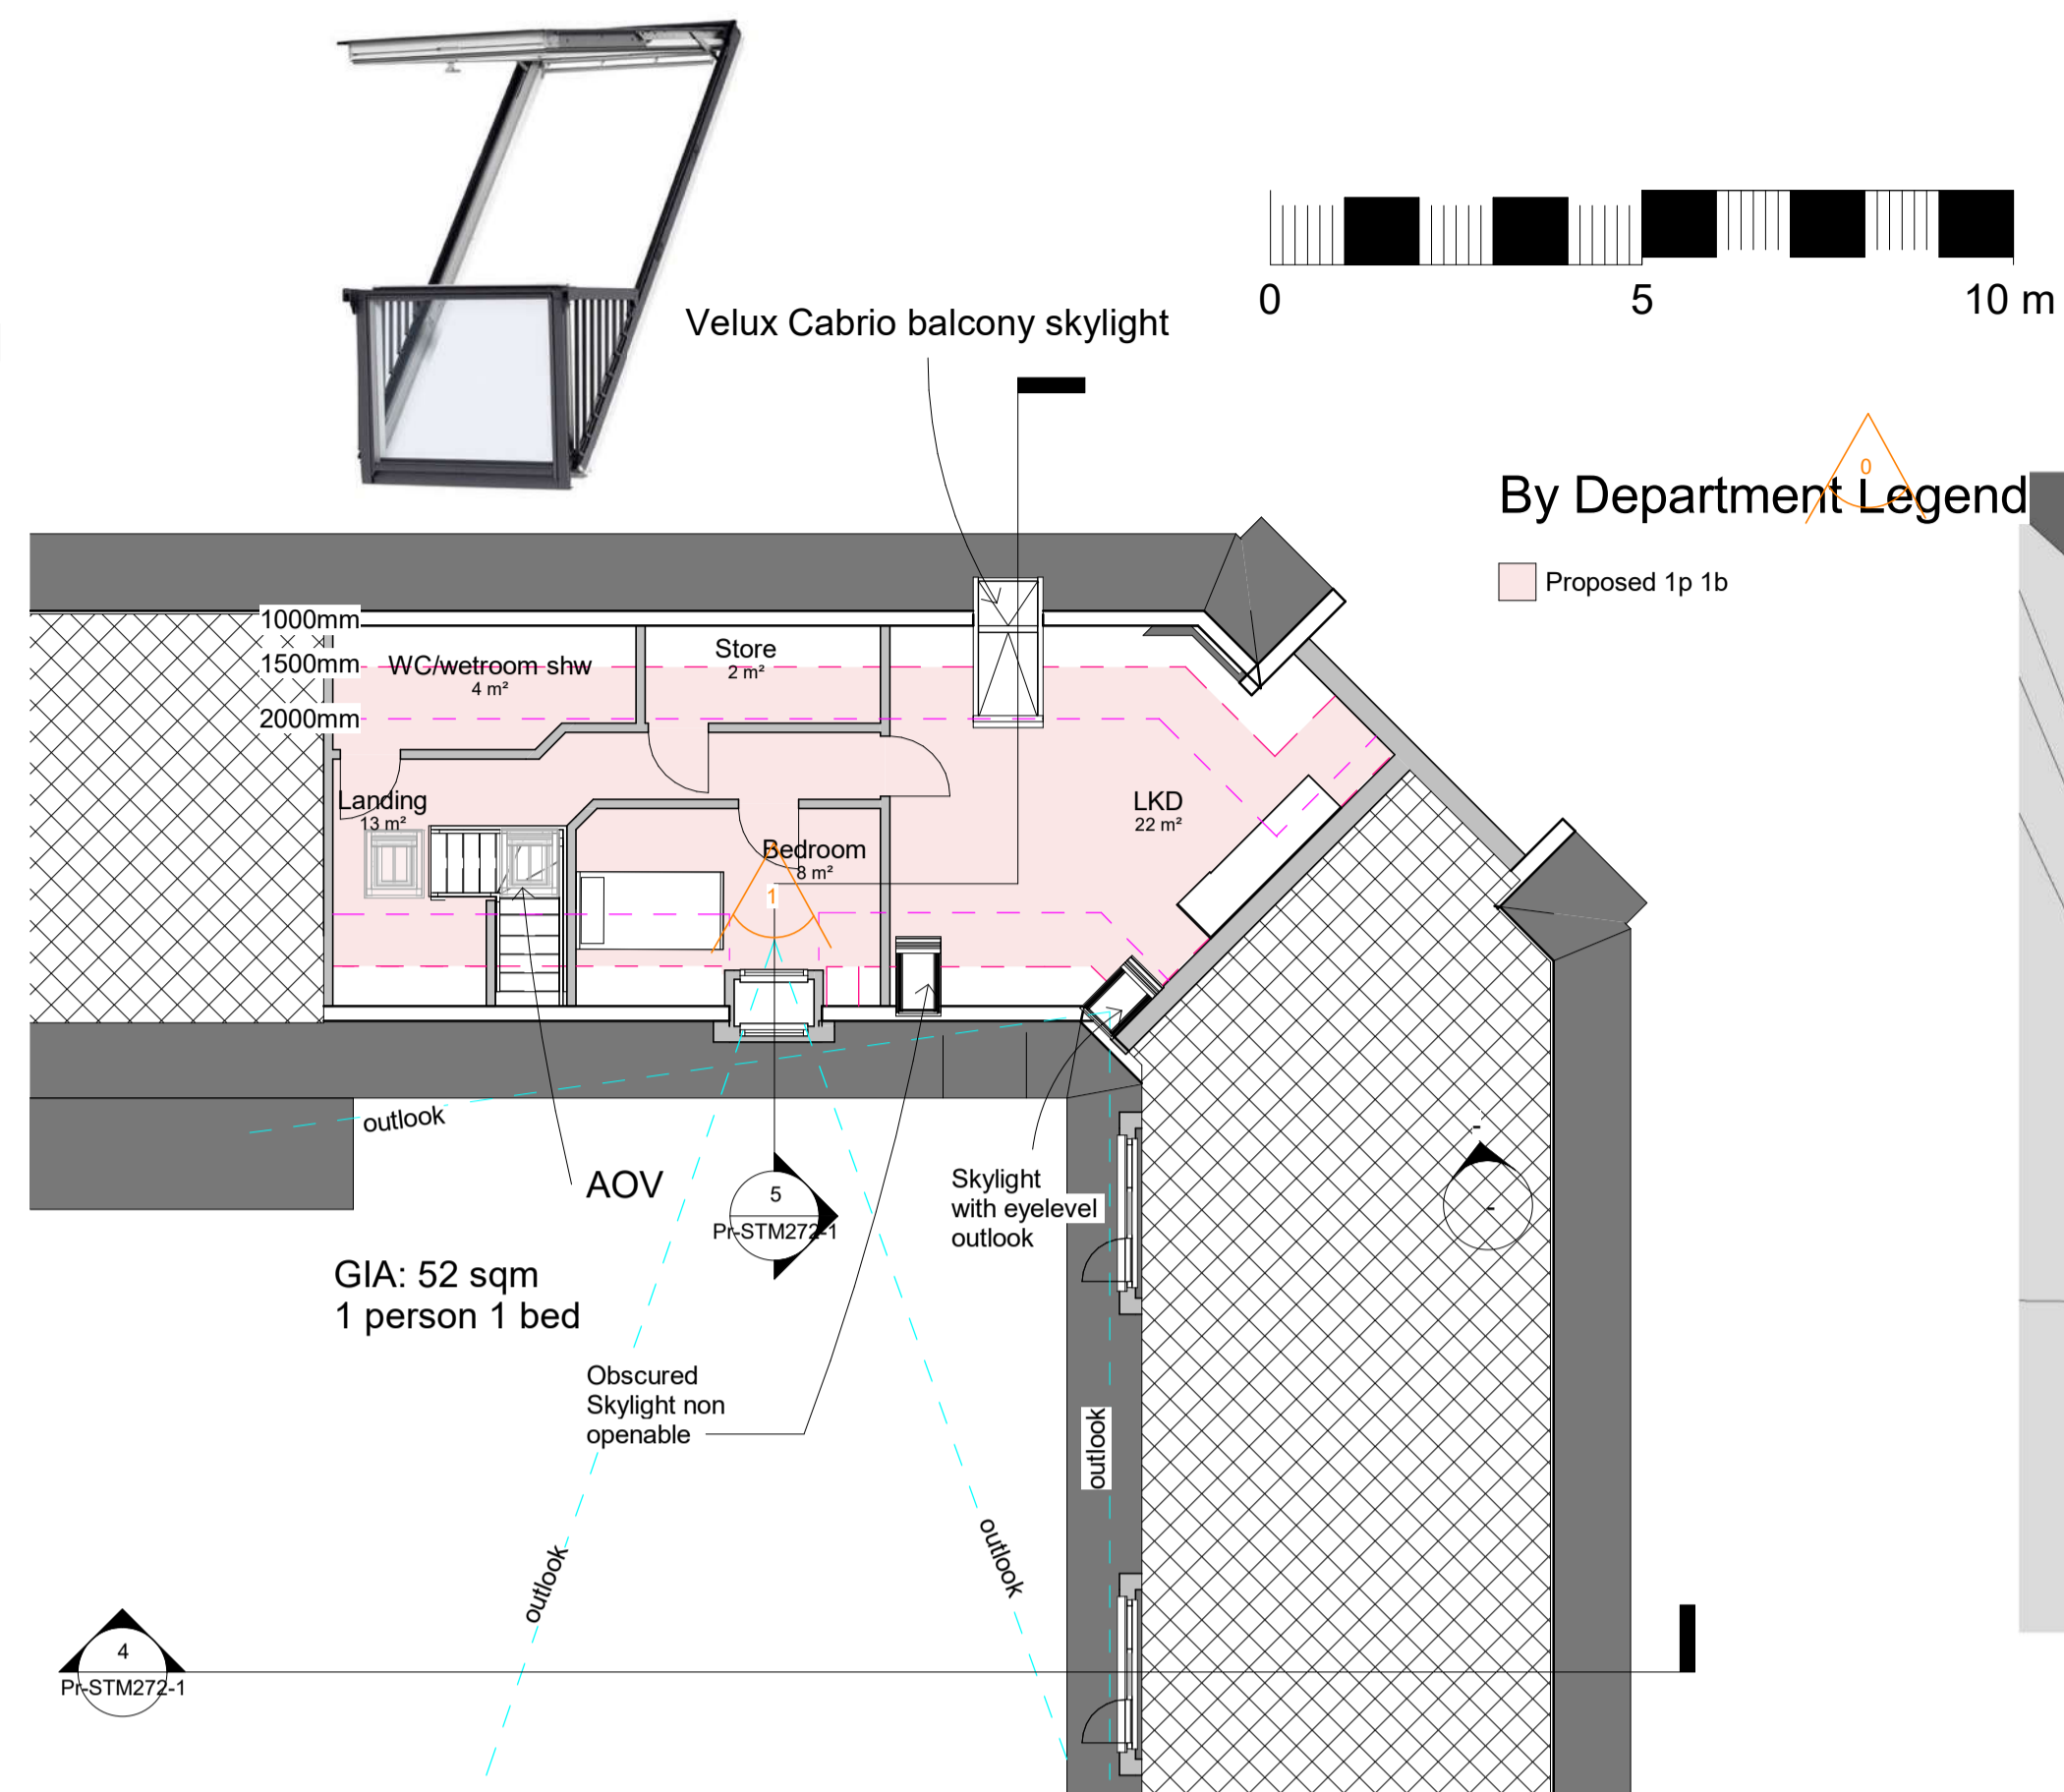 Velux Cabrio balcony skylight
0
5
10 m
By Department Legend
0
Proposed 1p 1b
1000mm
1500mm
2000mm
WC/wetroom shw
4 m²
Store
2 m²
Landing
13 m²
LKD
22 m²
Bedroom
8 m²
1
outlook
AOV
5
Pr-STM272-1
Skylight
with eyelevel
outlook
-
-
GIA: 52 sqm
1 person 1 bed
Obscured
Skylight non
openable
outlook
outlook
outlook
4
Pr-STM272-1